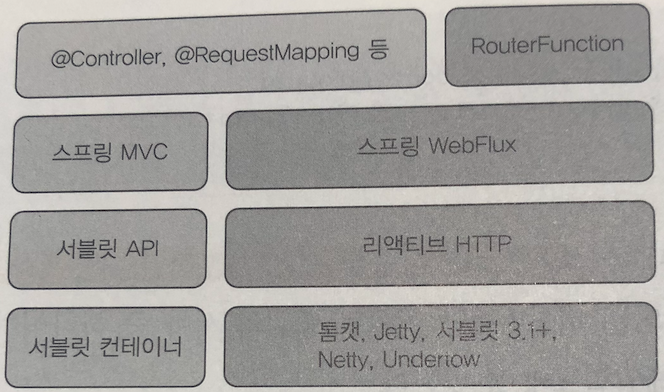 @Controller, @RequestMapping 등
RouterFunction
스프링 MVC
스프링 WebFlux
서블릿 API
리액티브 HTTP
서블릿 컨테이너
톰캣, Jetty, 서블릿 3.1+,
Netty, Undertow